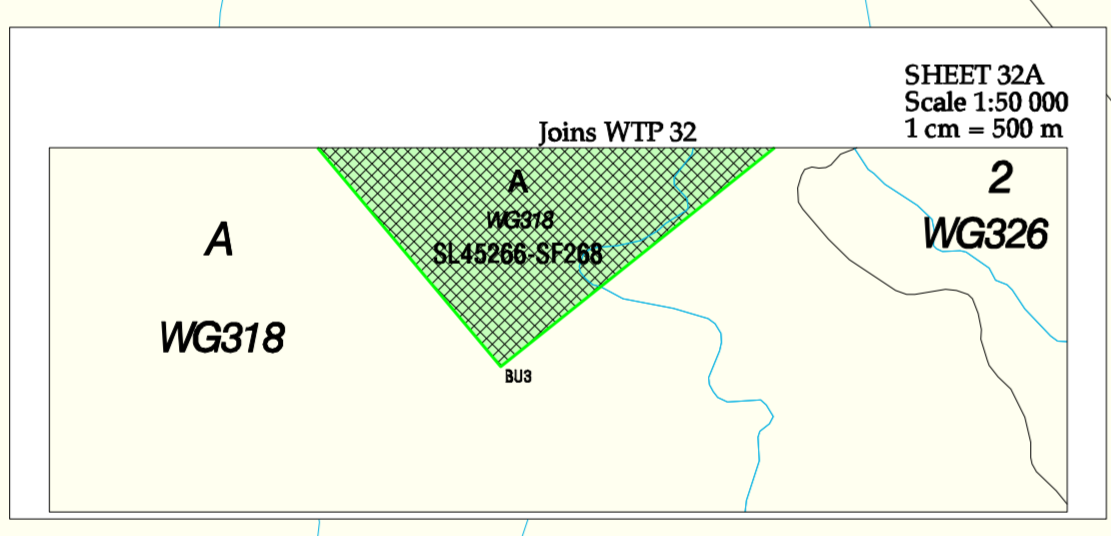 SHEET 32A
Scale 1:50 000
1 cm = 500 m
Joins WTP 32
A
WG318
SL45266-SF268
A
WG318
2
WG326
BU3